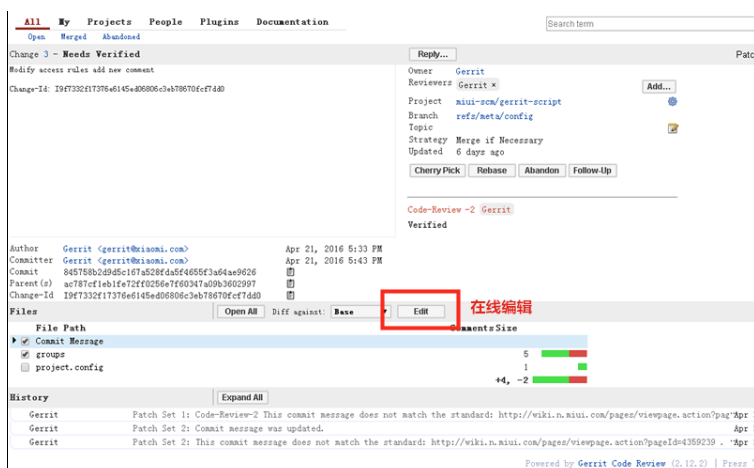 All My Projects People Plugins Documentation
Search term
Open Merged Abandoned
Change 3 - Needs Verified Reply... Patc
Modify access rules add new comment
Change-Id: I9f7332f17376e6145ed06806c3eb78670fcf7dd0
Owner Gerrit
Reviewers Gerrit × Add...
Project miui-scm/gerrit-script
Branch refs/meta/config
Topic
Strategy Merge if Necessary
Updated 6 days ago
Cherry Pick Rebase Abandon Follow-Up
Code-Review -2 Gerrit
Verified
Author Gerrit <gerrit@xiaomi.com> Apr 21, 2016 5:33 PM
Committer Gerrit <gerrit@xiaomi.com> Apr 21, 2016 5:43 PM
Commit 845758b2d9d5c167a528fda5f4655f3a64ae9626
Parent(s) ac787cf1eb1fe72ff0256e7f60347a09b3602997
Change-Id I9f7332f17376e6145ed06806c3eb78670fcf7dd0
Files Open All Diff against: Base Edit 在线编辑
File Path Comments Size
Commit Message
groups 5
project.config 1
+4, -2
History Expand All
Gerrit Patch Set 1: Code-Review-2 This commit message does not match the standard: http://wiki.n.miui.com/pages/viewpage.action?pag Apr
Gerrit Patch Set 2: Commit message was updated. Apr
Gerrit Patch Set 2: This commit message does not match the standard: http://wiki.n.miui.com/pages/viewpage.action?pageId=4359239 . Apr
Powered by Gerrit Code Review (2.12.2) | Press